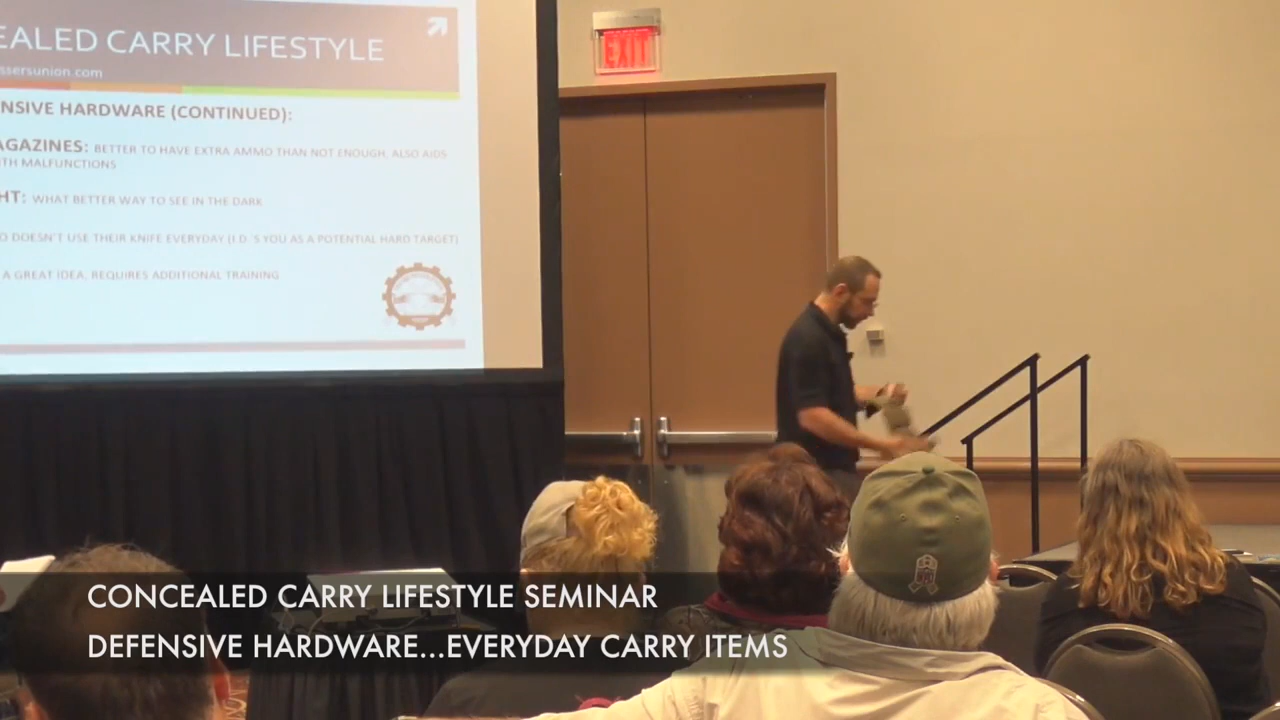 EALED CARRY LIFESTYLE
ssersunion.com
NSIVE HARDWARE (CONTINUED):
AGAZINES: BETTER TO HAVE EXTRA AMMO THAN NOT ENOUGH, ALSO AIDS
TH MALFUNCTIONS
HT: WHAT BETTER WAY TO SEE IN THE DARK
O DOESN'T USE THEIR KNIFE EVERYDAY (I.D.'S YOU AS A POTENTIAL HARD TARGET)
A GREAT IDEA, REQUIRES ADDITIONAL TRAINING
EXIT
CONCEALED CARRY LIFESTYLE SEMINAR
DEFENSIVE HARDWARE...EVERYDAY CARRY ITEMS